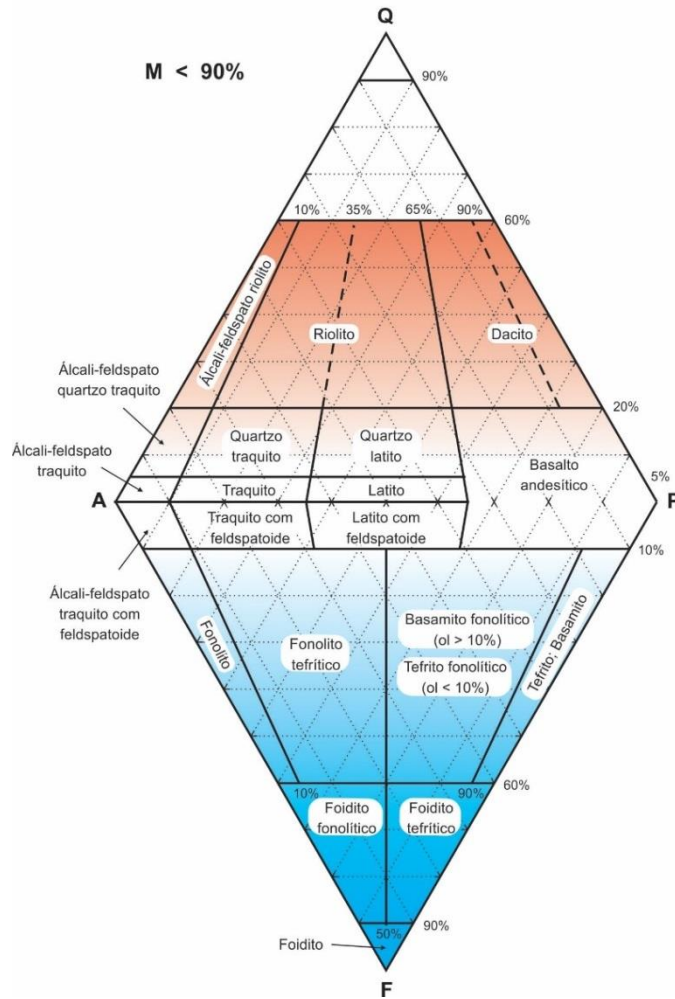 Q
M < 90%
90%
10%
35%
65%
90%
60%
Álcali-feldspato riolito
Riolito
Dacito
Álcali-feldspato
quartzo traquito
20%
Quartzo
traquito
Quartzo
latito
Basalto
andesítico
Álcali-feldspato
traquito
5%
Traquito
Latito
A
P
Traquito com
feldspatoide
Latito com
feldspatoide
10%
Álcali-feldspato
traquito com
feldspatoide
Fonolito
Fonolito
tefrítico
Basamito fonolítico
(ol > 10%)
Tefrito fonolítico
(ol < 10%)
Tefrito; Basamito
10%
90%
60%
Foidito
fonolítico
Foidito
tefrítico
50%
90%
Foidito
F